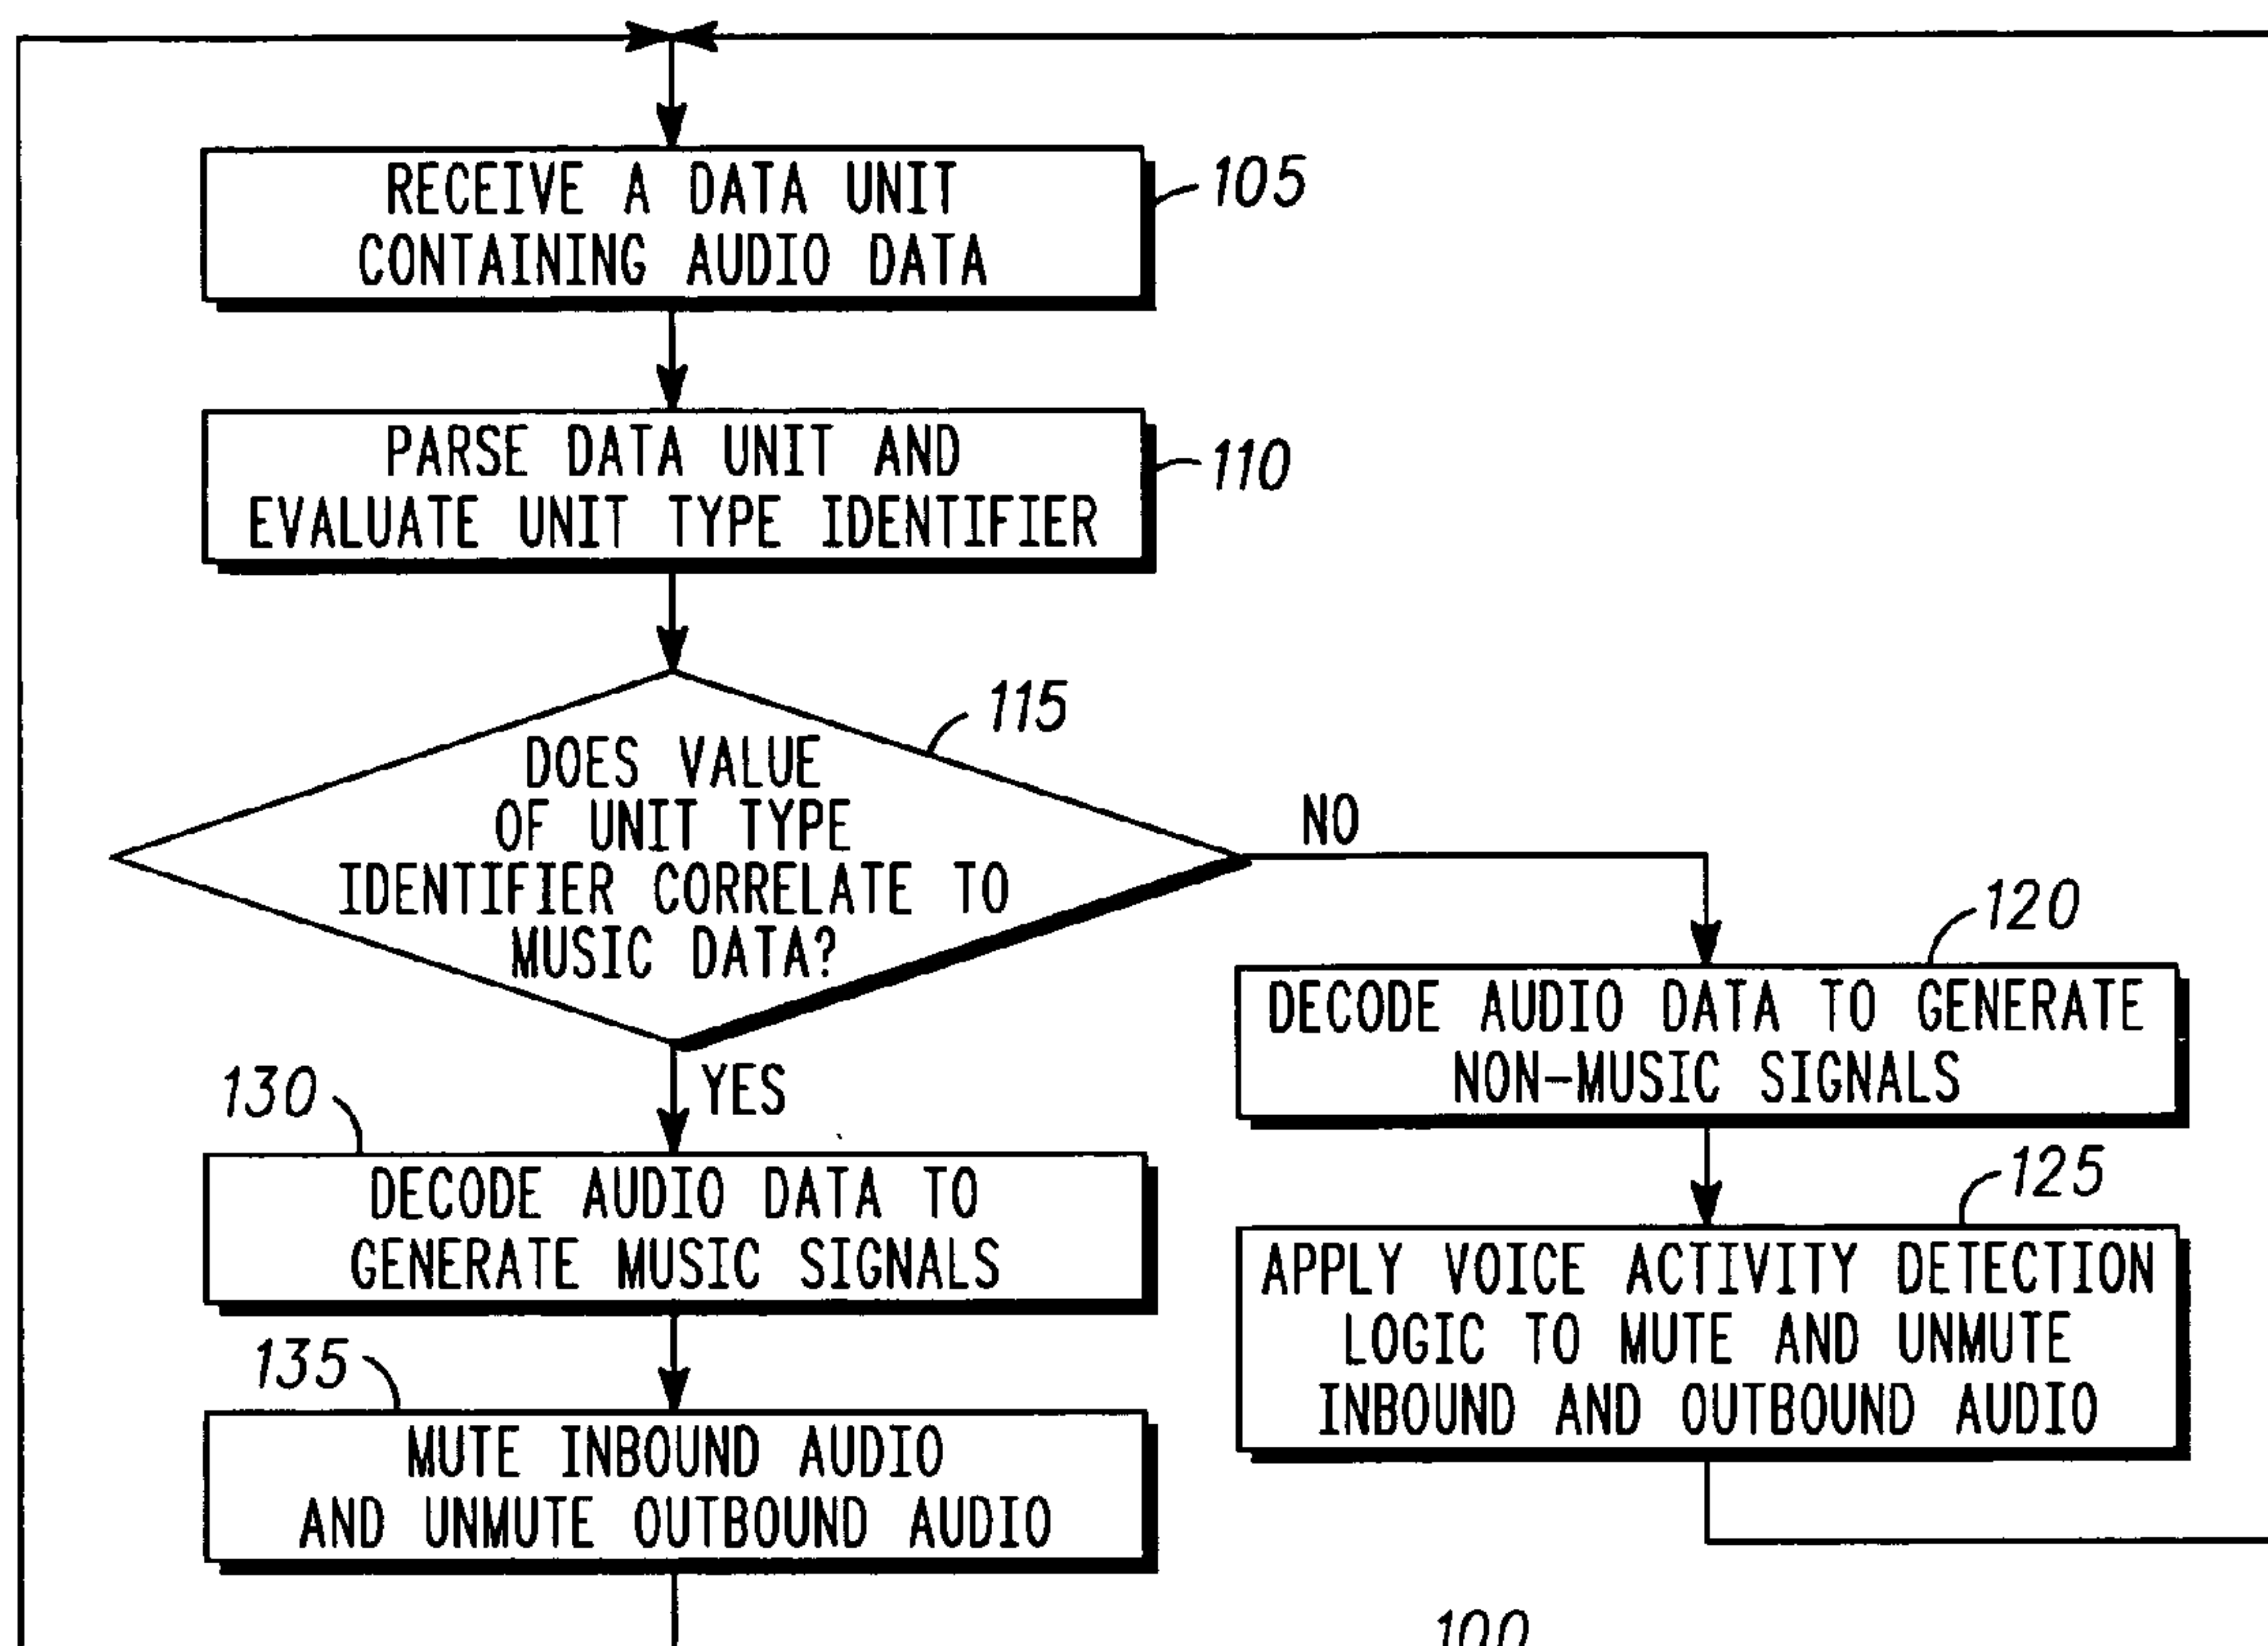 RECEIVE A DATA UNIT
CONTAINING AUDIO DATA
105
PARSE DATA UNIT AND
EVALUATE UNIT TYPE IDENTIFIER
110
115
DOES VALUE
OF UNIT TYPE
IDENTIFIER CORRELATE TO
MUSIC DATA?
NO
YES
120
DECODE AUDIO DATA TO GENERATE
NON-MUSIC SIGNALS
125
APPLY VOICE ACTIVITY DETECTION
LOGIC TO MUTE AND UNMUTE
INBOUND AND OUTBOUND AUDIO
130
DECODE AUDIO DATA TO
GENERATE MUSIC SIGNALS
135
MUTE INBOUND AUDIO
AND UNMUTE OUTBOUND AUDIO
100